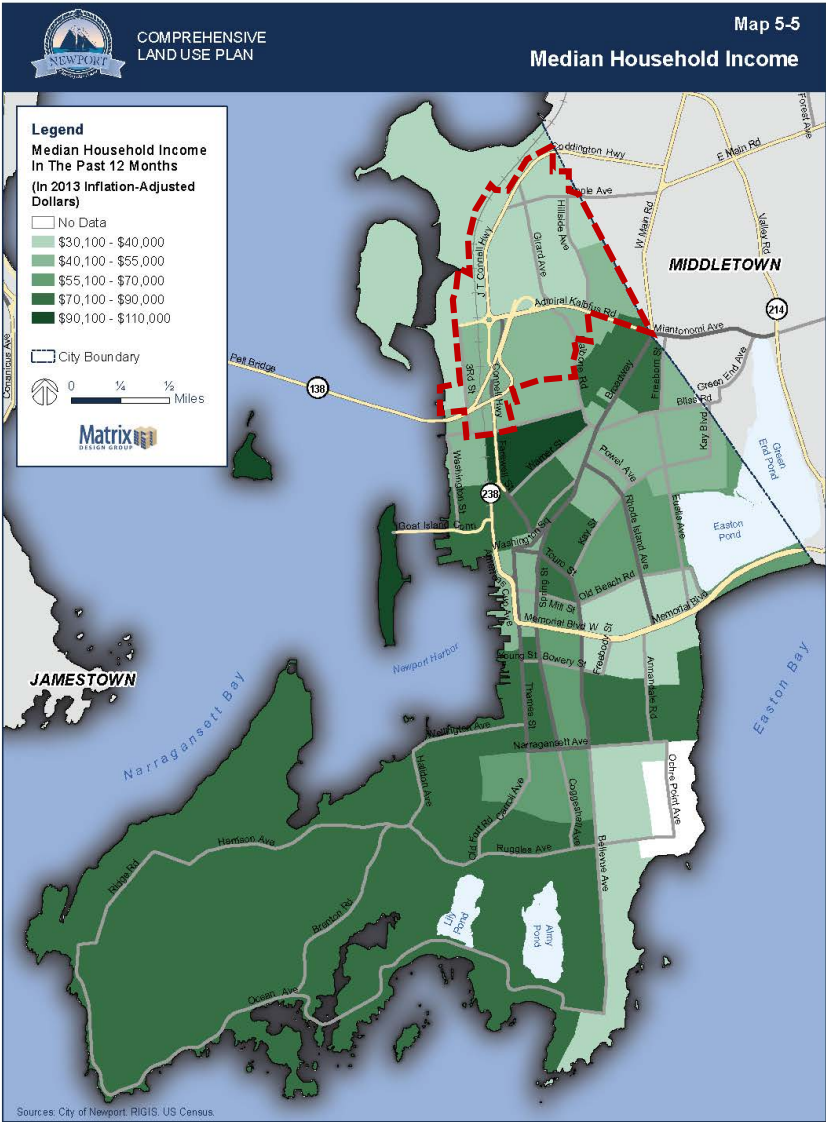 NEWPORT
COMPREHENSIVE
LAND USE PLAN
Map 5-5
Median Household Income
Legend
Median Household Income
In The Past 12 Months
(In 2013 Inflation-Adjusted
Dollars)
No Data
$30,100 - $40,000
$40,100 - $55,000
$55,100 - $70,000
$70,100 - $90,000
$90,100 - $110,000
City Boundary
0 ¼ ½
Miles
Matrix
DESIGN GROUP
Forest Ave
E Main Rd
Coddington Hwy
W Main Rd
Valley Rd
Hillside Ave
Girard Ave
J T Connell Hwy
MIDDLETOWN
214
Admiral Kalbfus Rd
Miantonomi Ave
Conanicus Ave
Pell Bridge
138
3Rd St
Connell Hwy
Broadway
Freeborn St
Green End Ave
Bliss Rd
Kay Blvd
Green
End Pond
Warner St
Powel Ave
Washington St
238
Rhode Island Ave
Eustis Ave
Easton
Pond
Goat Island Conn
Washington Sq
Kay St
Touro St
Old Beach Rd
Spring St
Mill St
Memorial Blvd
Memorial Blvd W
Freebody St
Bowery St
Annandale Rd
Newport Harbor
JAMESTOWN
Narragansett Bay
Easton Bay
Thames St
Wellington Ave
Narragansett Ave
Halidon Ave
Ochre Point Ave
Carroll Ave
Coggeshall Ave
Old Fort Rd
Bellevue Ave
Harrison Ave
Ruggles Ave
Ridge Rd
Brenton Rd
Lily
Pond
Almy
Pond
Ocean Ave
Sources: City of Newport. RIGIS. US Census.